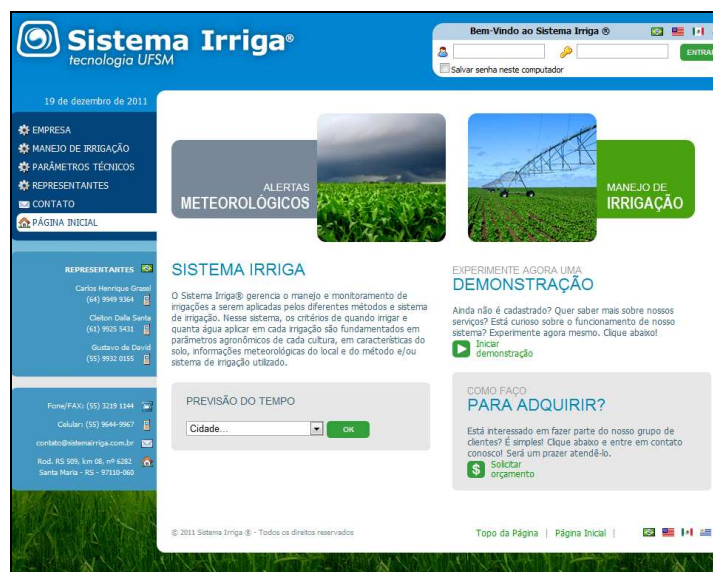 Sistema Irriga®
tecnologia UFSM
Bem-Vindo ao Sistema Irriga ®
ENTRAR
Salvar senha neste computador
19 de dezembro de 2011
EMPRESA
MANEJO DE IRRIGAÇÃO
PARÂMETROS TÉCNICOS
REPRESENTANTES
CONTATO
PÁGINA INICIAL
REPRESENTANTES
Carlos Henrique Grasel
(64) 9949 9364
Cleiton Dalla Santa
(61) 9925 5431
Gustavo de David
(55) 9932 0155
Fone/FAX: (55) 3219 1144
Celular: (55) 9644-9967
contato@sistemairriga.com.br
Rod. RS 509, km 08, nº 6282
Santa Maria - RS - 97110-060
ALERTAS
METEOROLÓGICOS
MANEJO DE
IRRIGAÇÃO
SISTEMA IRRIGA
O Sistema Irriga® gerencia o manejo e monitoramento de
irrigações a serem aplicadas pelos diferentes métodos e sistema
de irrigação. Nesse sistema, os critérios de quando irrigar e
quanta água aplicar em cada irrigação são fundamentados em
parâmetros agronômicos de cada cultura, em características do
solo, informações meteorológicas do local e do método e/ou
sistema de irrigação utilizado.
PREVISÃO DO TEMPO
Cidade...
OK
EXPERIMENTE AGORA UMA
DEMONSTRAÇÃO
Ainda não é cadastrado? Quer saber mais sobre nossos
serviços? Está curioso sobre o funcionamento de nosso
sistema? Experimente agora mesmo. Clique abaixo!
Iniciar
demonstração
COMO FAÇO
PARA ADQUIRIR?
Está interessado em fazer parte do nosso grupo de
clientes? É simples! Clique abaixo e entre em contato
conosco! Será um prazer atendê-lo.
Solicitar
orçamento
© 2011 Sistema Irriga ® - Todos os direitos reservados
Topo da Página | Página Inicial |